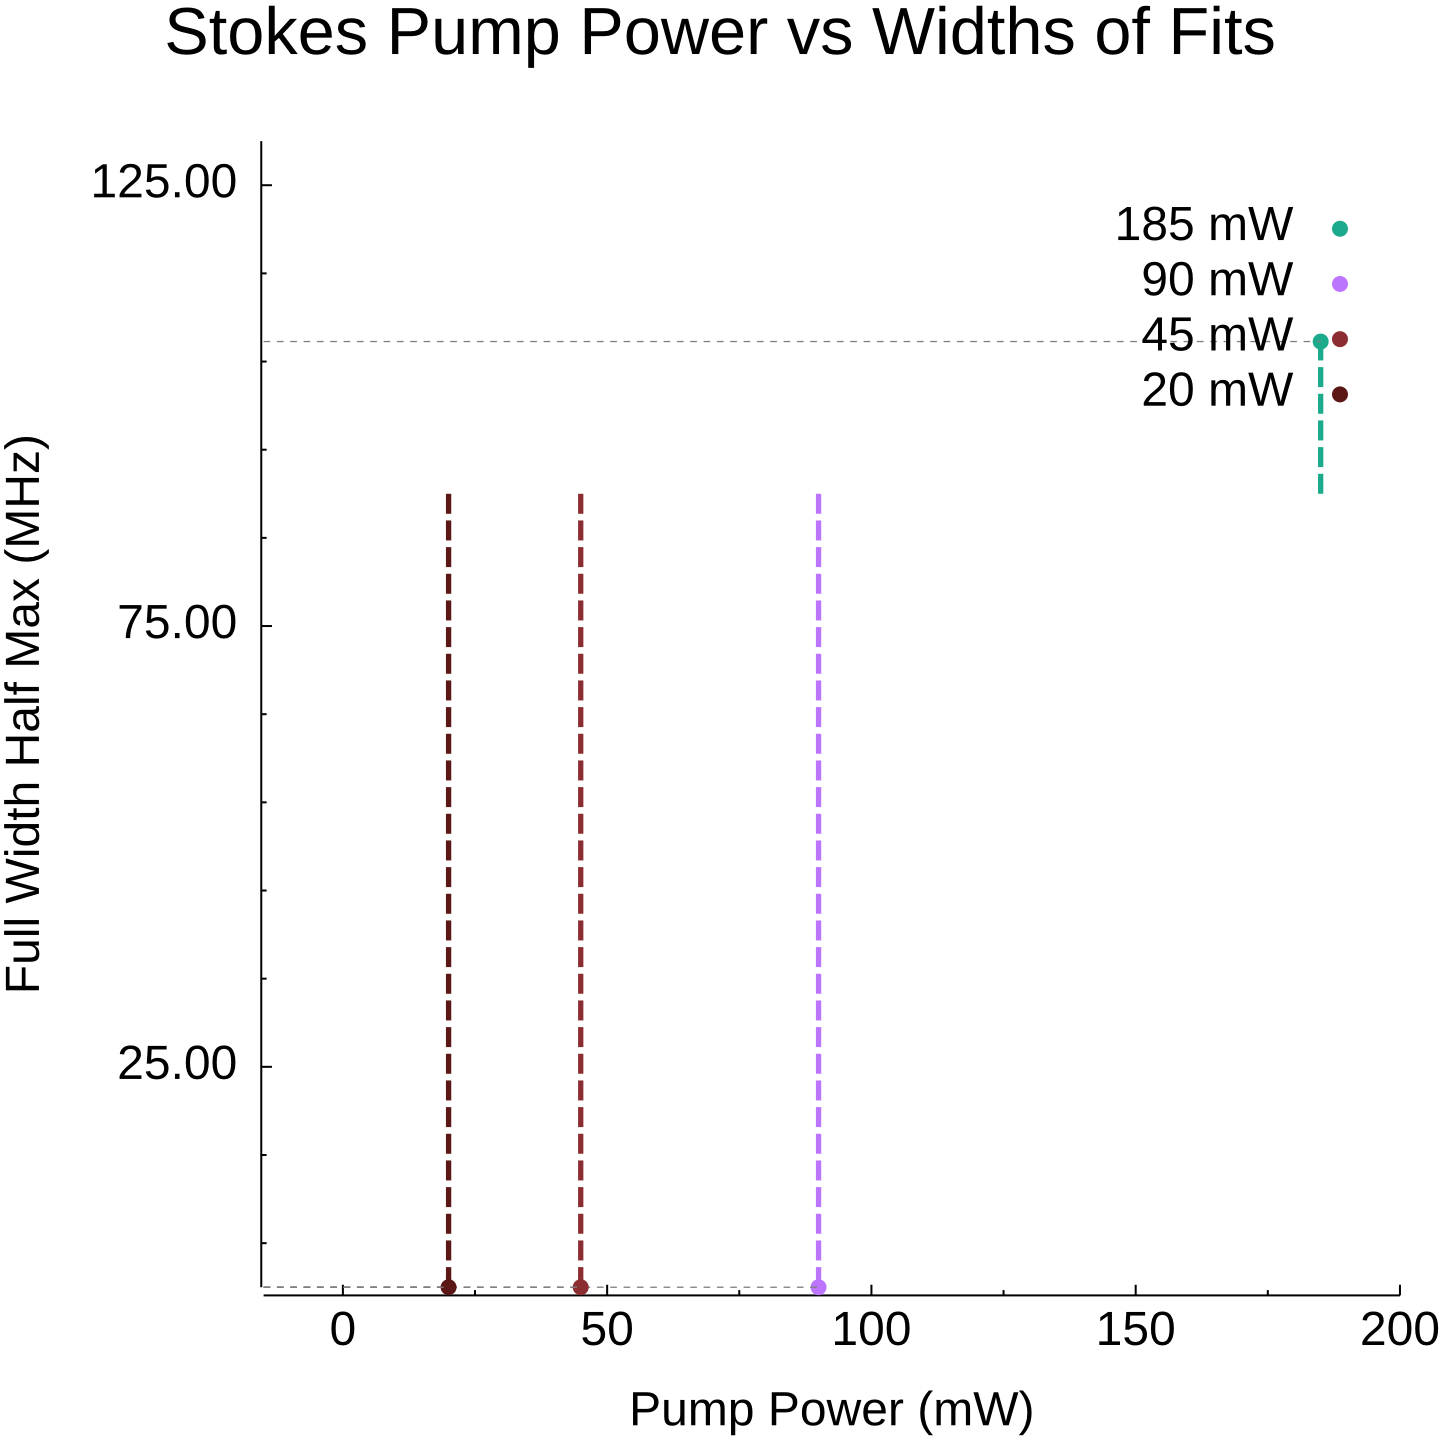 Stokes Pump Power vs Widths of Fits
125.00
75.00
25.00
Full Width Half Max (MHz)
185 mW
90 mW
45 mW
20 mW
0 50 100 150 200
Pump Power (mW)